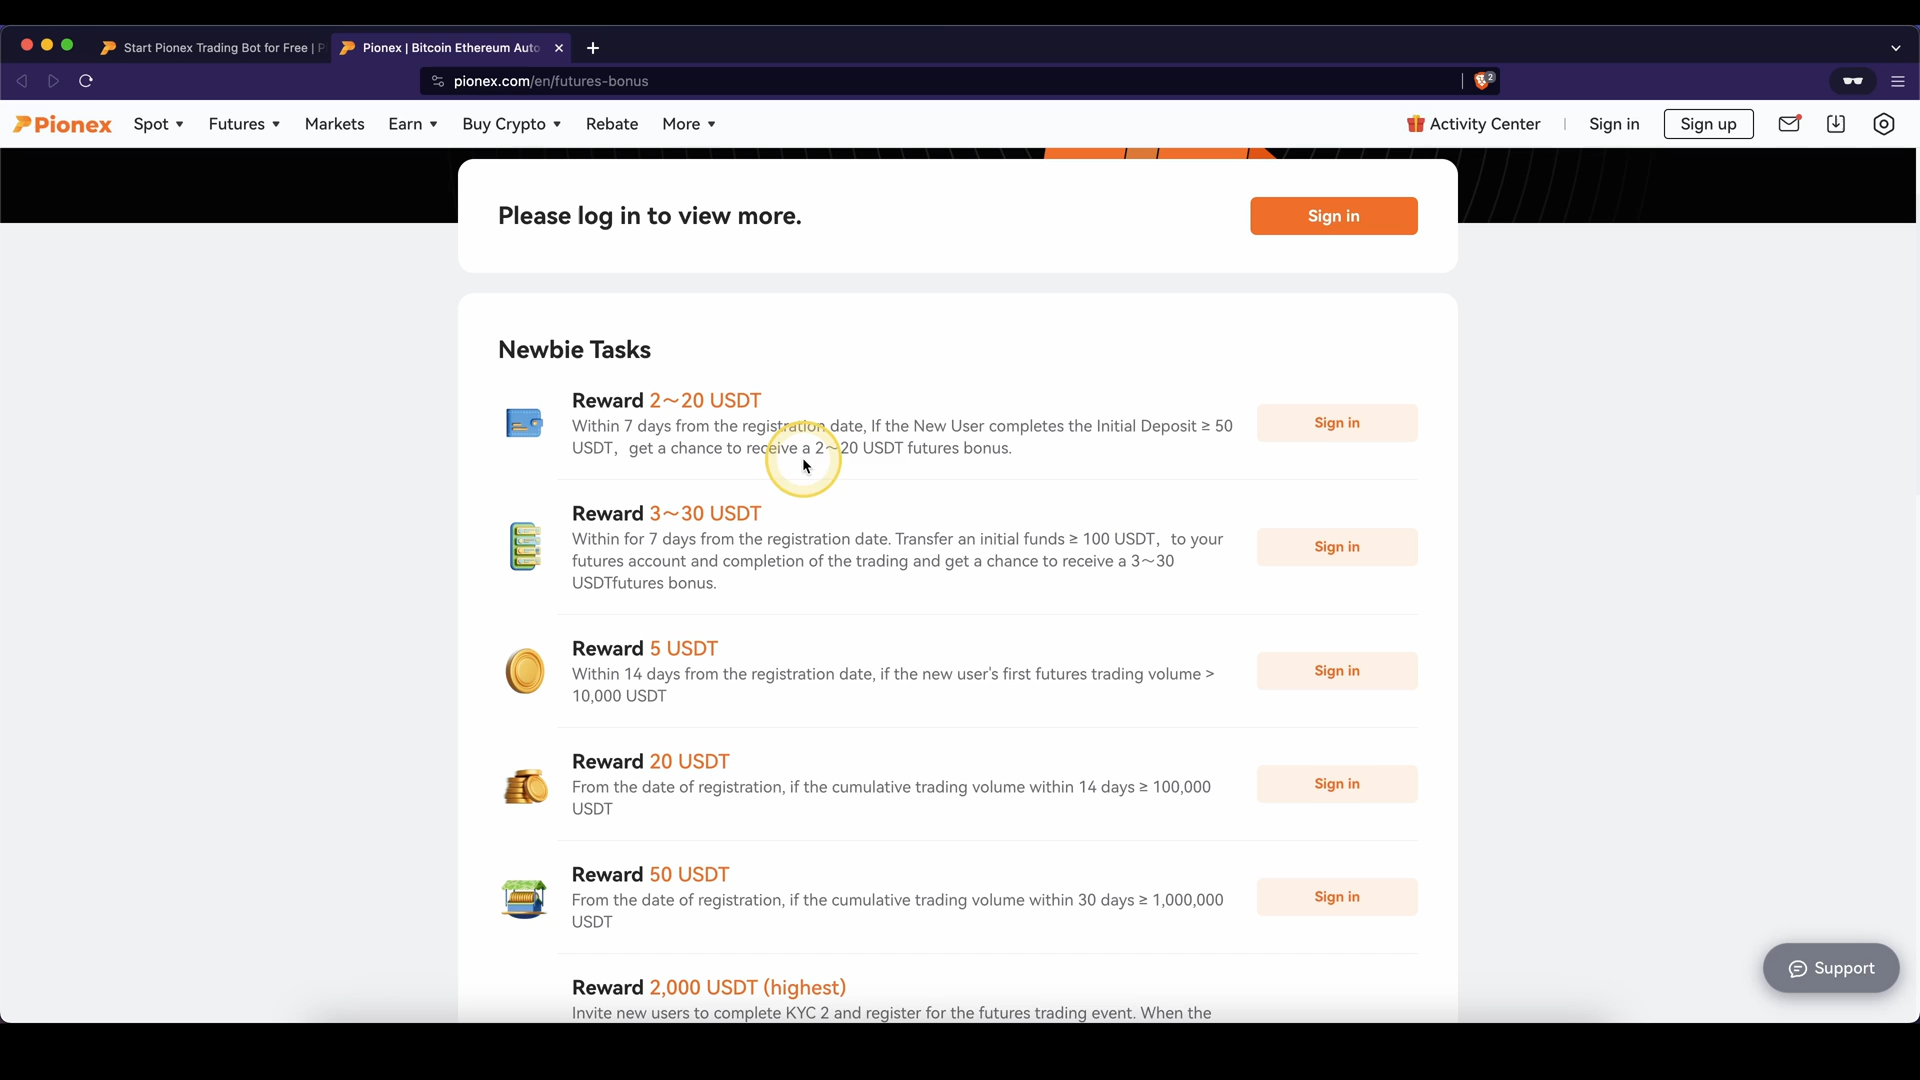 Start Pionex Trading Bot for Free | P
Pionex | Bitcoin Ethereum Auto
pionex.com/en/futures-bonus
2
Pionex
Spot
Futures
Markets
Earn
Buy Crypto
Rebate
More
Activity Center
Sign in
Sign up
Please log in to view more.
Sign in
Newbie Tasks
Reward 2～20 USDT
Within 7 days from the registration date, If the New User completes the Initial Deposit ≥ 50
USDT， get a chance to receive a 2～20 USDT futures bonus.
Sign in
Reward 3～30 USDT
Within for 7 days from the registration date. Transfer an initial funds ≥ 100 USDT， to your
futures account and completion of the trading and get a chance to receive a 3～30
USDTfutures bonus.
Sign in
Reward 5 USDT
Within 14 days from the registration date, if the new user's first futures trading volume >
10,000 USDT
Sign in
Reward 20 USDT
From the date of registration, if the cumulative trading volume within 14 days ≥ 100,000
USDT
Sign in
Reward 50 USDT
From the date of registration, if the cumulative trading volume within 30 days ≥ 1,000,000
USDT
Sign in
Reward 2,000 USDT (highest)
Invite new users to complete KYC 2 and register for the futures trading event. When the
Support